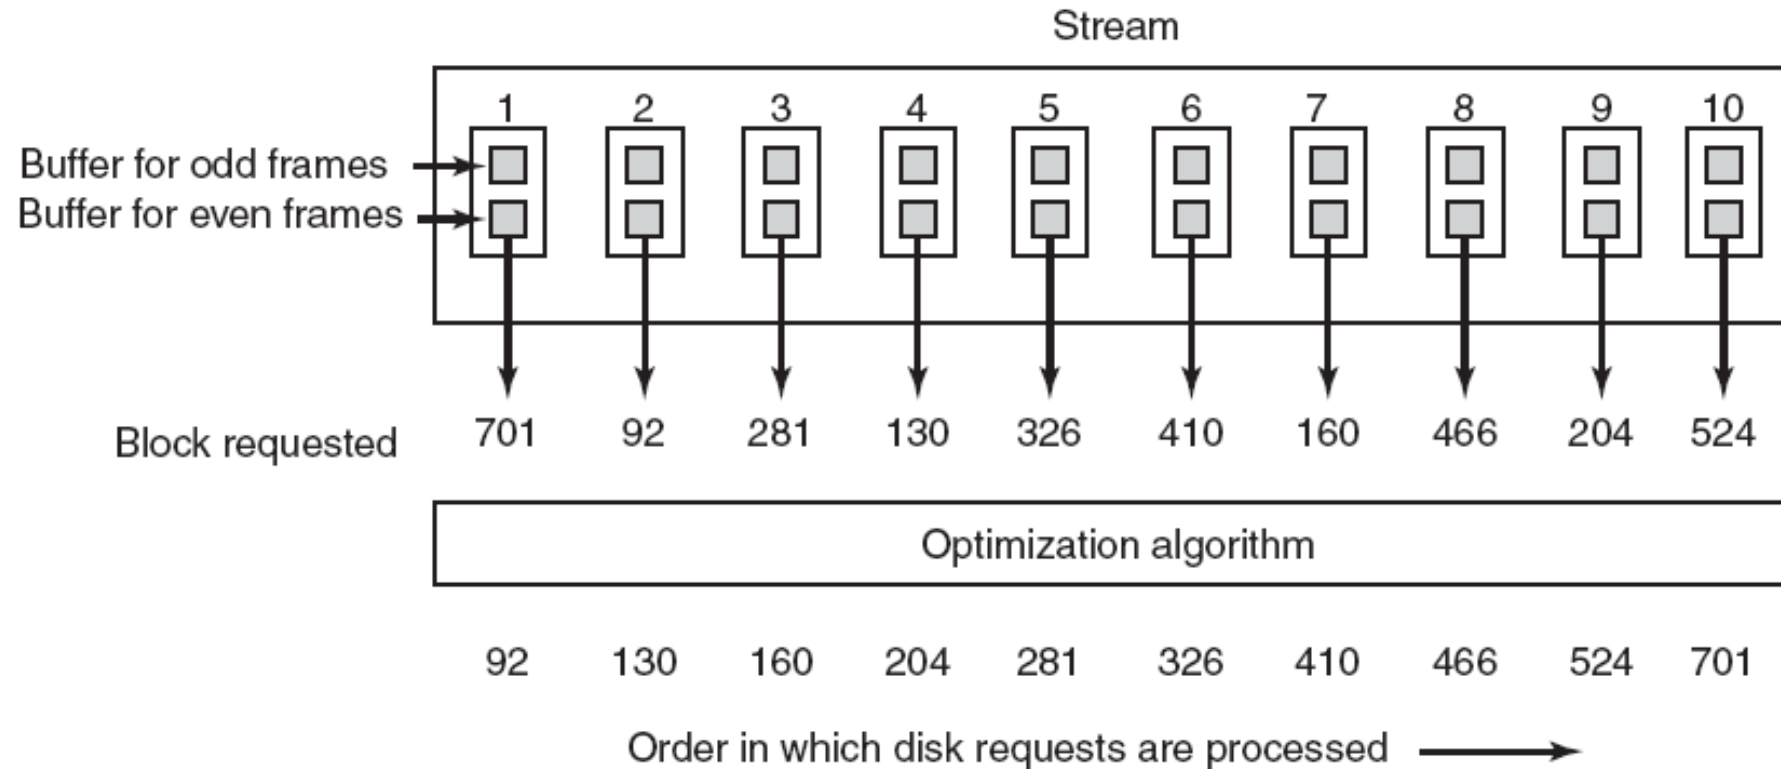 Stream
1 2 3 4 5 6 7 8 9 10
Buffer for odd frames
Buffer for even frames
Block requested 701 92 281 130 326 410 160 466 204 524
Optimization algorithm
92 130 160 204 281 326 410 466 524 701
Order in which disk requests are processed